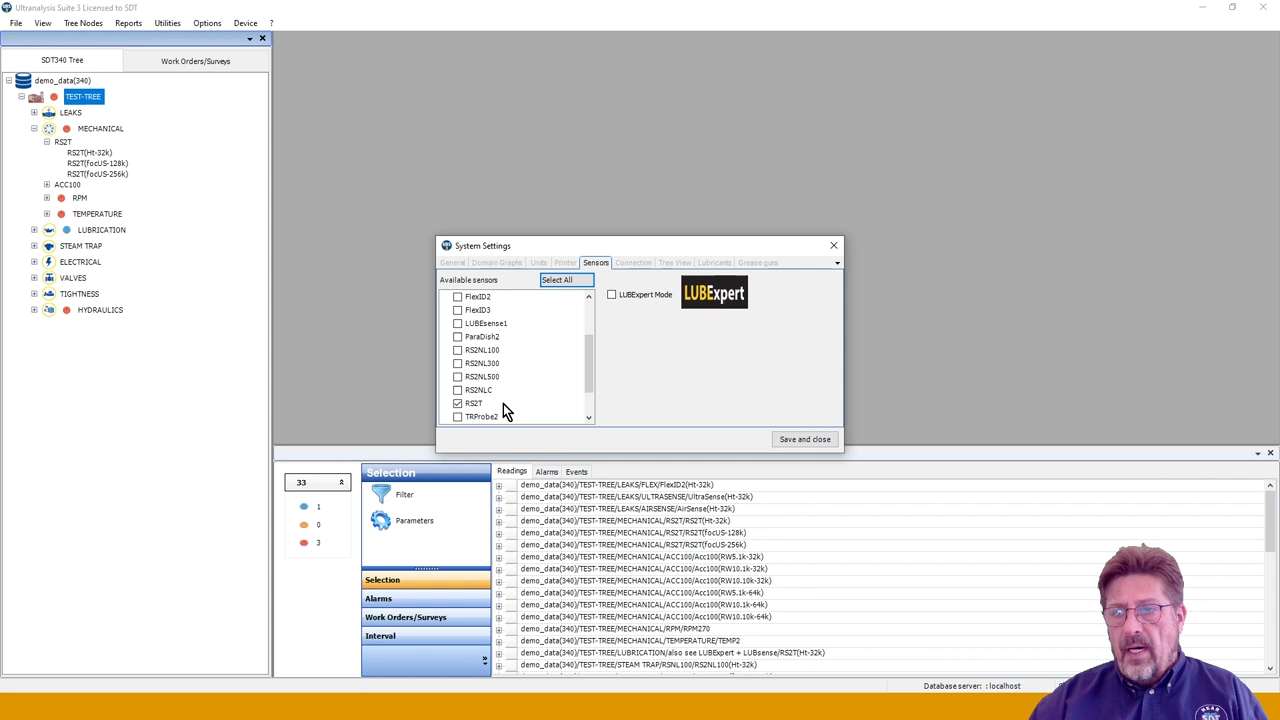 Ultranalysis Suite 3 Licensed to SDT
File View Tree Nodes Reports Utilities Options Device ?
SDT340 Tree
Work Orders/Surveys
demo_data(340)
TEST-TREE
LEAKS
MECHANICAL
RS2T
RS2T(Ht-32k)
RS2T(focUS-128k)
RS2T(focUS-256k)
ACC100
RPM
TEMPERATURE
LUBRICATION
STEAM TRAP
ELECTRICAL
VALVES
TIGHTNESS
HYDRAULICS
System Settings
General Domain Graphs Units Printer Sensors Connection Tree View Lubricants Grease guns
Available sensors
Select All
FlexID2
FlexID3
LUBEsense1
ParaDish2
RS2NL100
RS2NL300
RS2NL500
RS2NLC
RS2T
TRProbe2
LUBExpert Mode
LUBExpert
Save and close
33
1
0
3
Selection
Filter
Parameters
Selection
Alarms
Work Orders/Surveys
Interval
Readings Alarms Events
demo_data(340)/TEST-TREE/LEAKS/FLEX/FlexID2(Ht-32k)
demo_data(340)/TEST-TREE/LEAKS/ULTRASENSE/UltraSense(Ht-32k)
demo_data(340)/TEST-TREE/LEAKS/AIRSENSE/AirSense(Ht-32k)
demo_data(340)/TEST-TREE/MECHANICAL/RS2T/RS2T(Ht-32k)
demo_data(340)/TEST-TREE/MECHANICAL/RS2T/RS2T(focUS-128k)
demo_data(340)/TEST-TREE/MECHANICAL/RS2T/RS2T(focUS-256k)
demo_data(340)/TEST-TREE/MECHANICAL/ACC100/Acc100(RW5.1k-32k)
demo_data(340)/TEST-TREE/MECHANICAL/ACC100/Acc100(RW10.1k-32k)
demo_data(340)/TEST-TREE/MECHANICAL/ACC100/Acc100(RW10.10k-32k)
demo_data(340)/TEST-TREE/MECHANICAL/ACC100/Acc100(RW5.1k-64k)
demo_data(340)/TEST-TREE/MECHANICAL/ACC100/Acc100(RW10.1k-64k)
demo_data(340)/TEST-TREE/MECHANICAL/ACC100/Acc100(RW10.10k-64k)
demo_data(340)/TEST-TREE/MECHANICAL/RPM/RPM270
demo_data(340)/TEST-TREE/MECHANICAL/TEMPERATURE/TEMP2
demo_data(340)/TEST-TREE/LUBRICATION/also see LUBExpert + LUBsense/RS2T(Ht-32k)
demo_data(340)/TEST-TREE/STEAM TRAP/RSNL100/RS2NL100(Ht-32k)
Database server: : localhost
HEAR
SDT